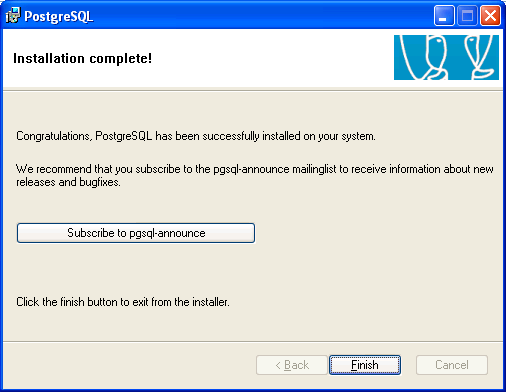 PostgreSQL
Installation complete!
Congratulations, PostgreSQL has been successfully installed on your system.
We recommend that you subscribe to the pgsql-announce mailinglist to receive information about new
releases and bugfixes.
Subscribe to pgsql-announce
Click the finish button to exit from the installer.
< Back
Finish
Cancel